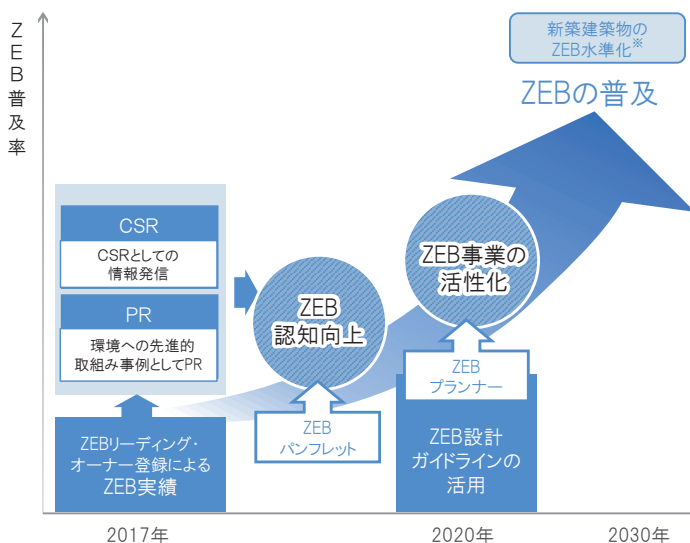 ZEB普及率
新築建築物の
ZEB水準化※
ZEBの普及
CSR
CSRとしての
情報発信
PR
環境への先進的
取組み事例としてPR
ZEB
認知向上
ZEB事業の
活性化
ZEBリーディング・
オーナー登録による
ZEB実績
ZEB
パンフレット
ZEB
プランナー
ZEB設計
ガイドラインの
活用
2017年
2020年
2030年